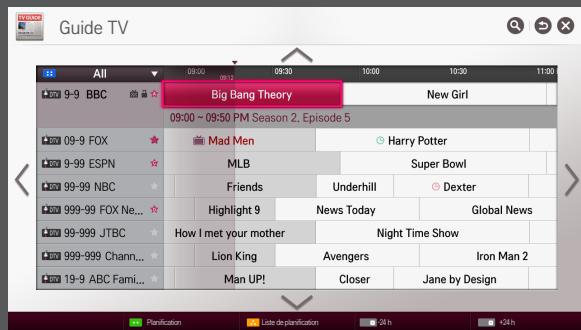 TV GUIDE
Guide TV
All ▼ 09:00 09:12 09:30 10:00 10:30 11:00
DTV 9-9 BBC Big Bang Theory New Girl
09:00 ~ 09:50 PM Season 2, Episode 5
DTV 09-9 FOX Mad Men Harry Potter
DTV 9-99 ESPN MLB Super Bowl
DTV 99-99 NBC Friends Underhill Dexter
DTV 999-99 FOX Ne... Highlight 9 News Today Global News
DTV 99-999 JTBC How I met your mother Night Time Show
DTV 999-999 Chann... Lion King Avengers Iron Man 2
DTV 19-9 ABC Fami... Man UP! Closer Jane by Design
Planification Liste de planification -24 h +24 h